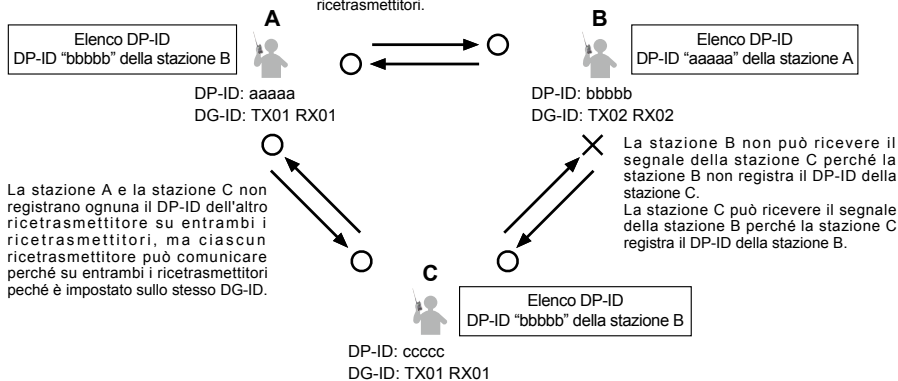 ricetrasmettitori.
A
B
Elenco DP-ID
DP-ID “bbbbb” della stazione B
Elenco DP-ID
DP-ID “aaaaa” della stazione A
DP-ID: aaaaa
DG-ID: TX01 RX01
DP-ID: bbbbb
DG-ID: TX02 RX02
La stazione B non può ricevere il
segnale della stazione C perché la
stazione B non registra il DP-ID della
stazione C.
La stazione C può ricevere il segnale
della stazione B perché la stazione C
registra il DP-ID della stazione B.
La stazione A e la stazione C non
registrano ognuna il DP-ID dell'altro
ricetrasmettitore su entrambi i
ricetrasmettitori, ma ciascun
ricetrasmettitore può comunicare
perché su entrambi i ricetrasmettitori
peché è impostato sullo stesso DG-ID.
C
Elenco DP-ID
DP-ID “bbbbb” della stazione B
DP-ID: ccccc
DG-ID: TX01 RX01